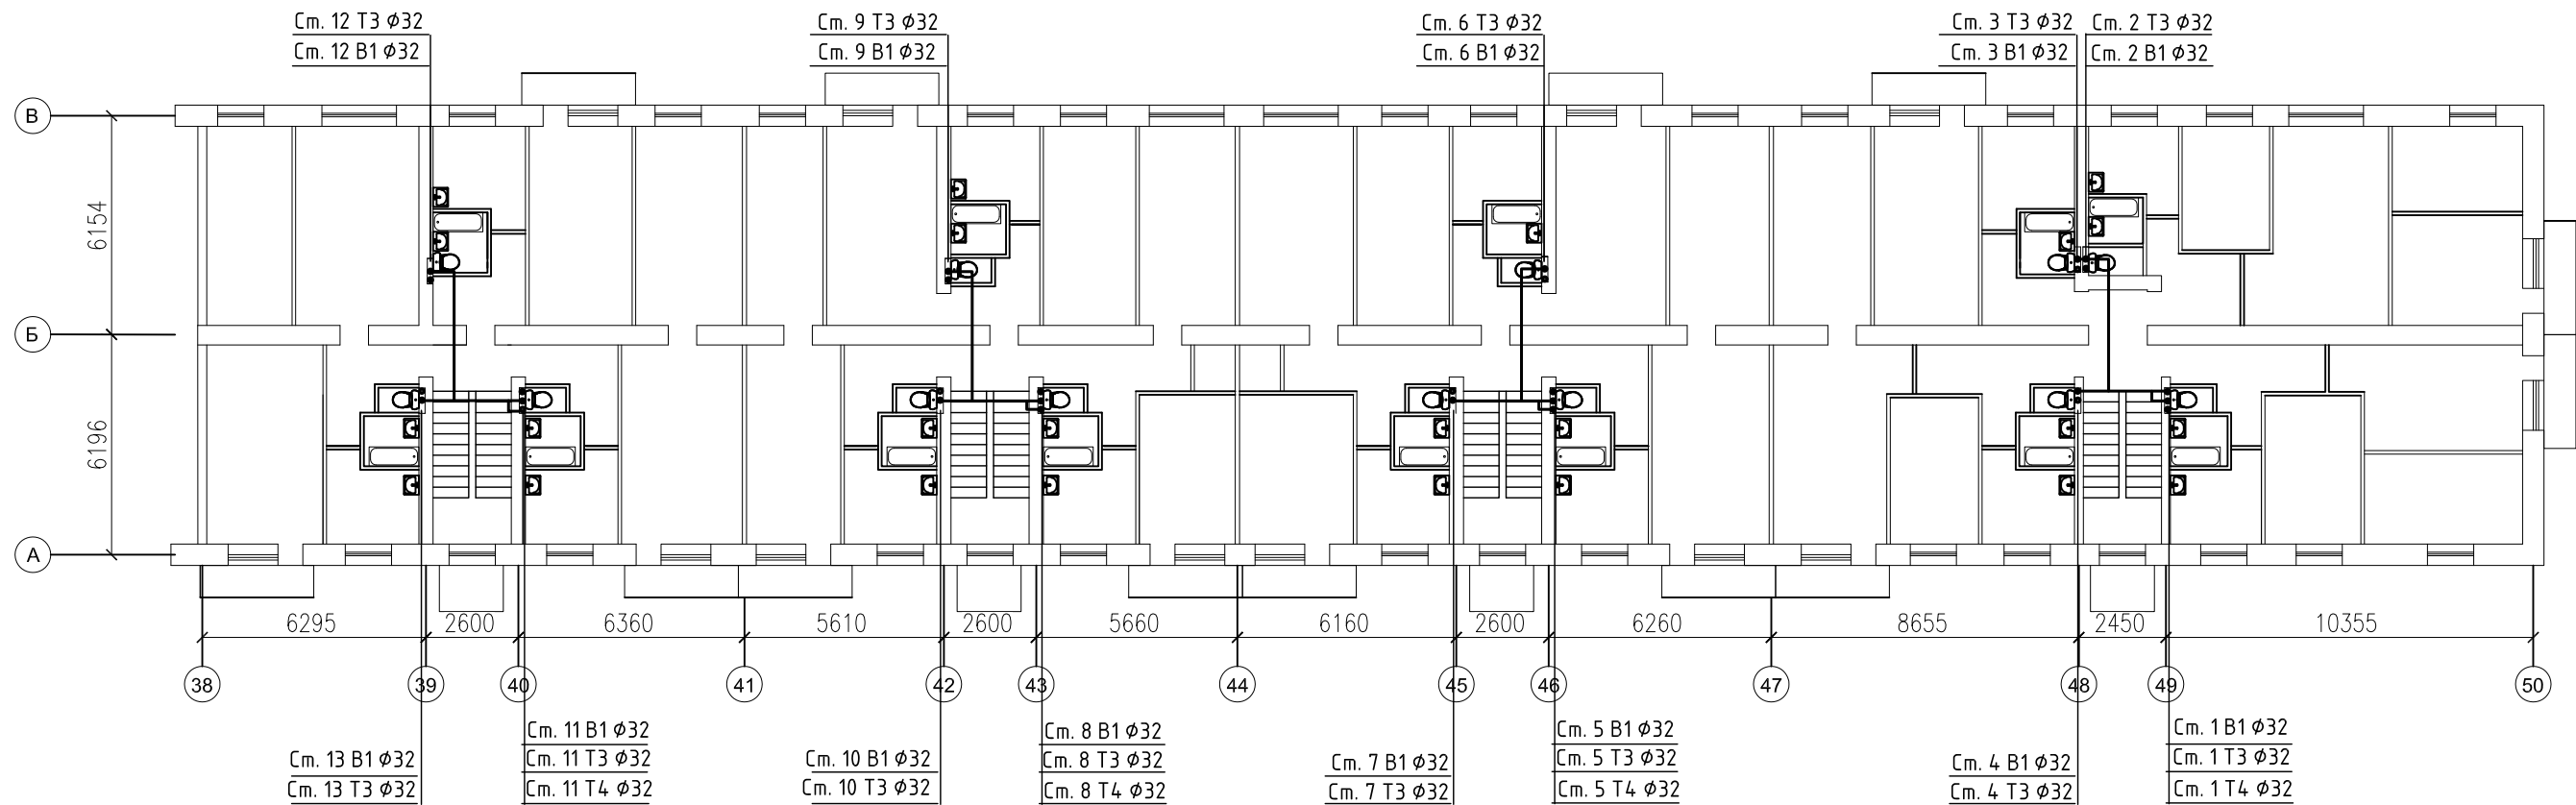 Ст. 12 Т3 ϕ32
Ст. 12 В1 ϕ32
Ст. 9 Т3 ϕ32
Ст. 9 В1 ϕ32
Ст. 6 Т3 ϕ32
Ст. 6 В1 ϕ32
Ст. 3 Т3 ϕ32
Ст. 3 В1 ϕ32
Ст. 2 Т3 ϕ32
Ст. 2 В1 ϕ32
В
6154
Б
6196
А
6295
2600
6360
5610
2600
5660
6160
2600
6260
8655
2450
10355
38
39
40
41
42
43
44
45
46
47
48
49
50
Ст. 13 В1 ϕ32
Ст. 13 Т3 ϕ32
Ст. 11 В1 ϕ32
Ст. 11 Т3 ϕ32
Ст. 11 Т4 ϕ32
Ст. 10 В1 ϕ32
Ст. 10 Т3 ϕ32
Ст. 8 В1 ϕ32
Ст. 8 Т3 ϕ32
Ст. 8 Т4 ϕ32
Ст. 7 В1 ϕ32
Ст. 7 Т3 ϕ32
Ст. 5 В1 ϕ32
Ст. 5 Т3 ϕ32
Ст. 5 Т4 ϕ32
Ст. 4 В1 ϕ32
Ст. 4 Т3 ϕ32
Ст. 1 В1 ϕ32
Ст. 1 Т3 ϕ32
Ст. 1 Т4 ϕ32